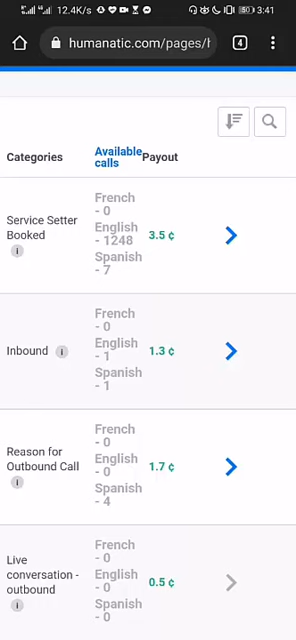 12.4K/s 50 3:41
humanatic.com/pages/h 4
Categories Available calls Payout
Service Setter Booked
i
French - 0
English - 1248
Spanish - 7
3.5 ¢
Inbound i
French - 0
English - 1
Spanish - 1
1.3 ¢
Reason for Outbound Call
i
French - 0
English - 0
Spanish - 4
1.7 ¢
Live conversation - outbound
i
French - 0
English - 0
Spanish - 0
0.5 ¢